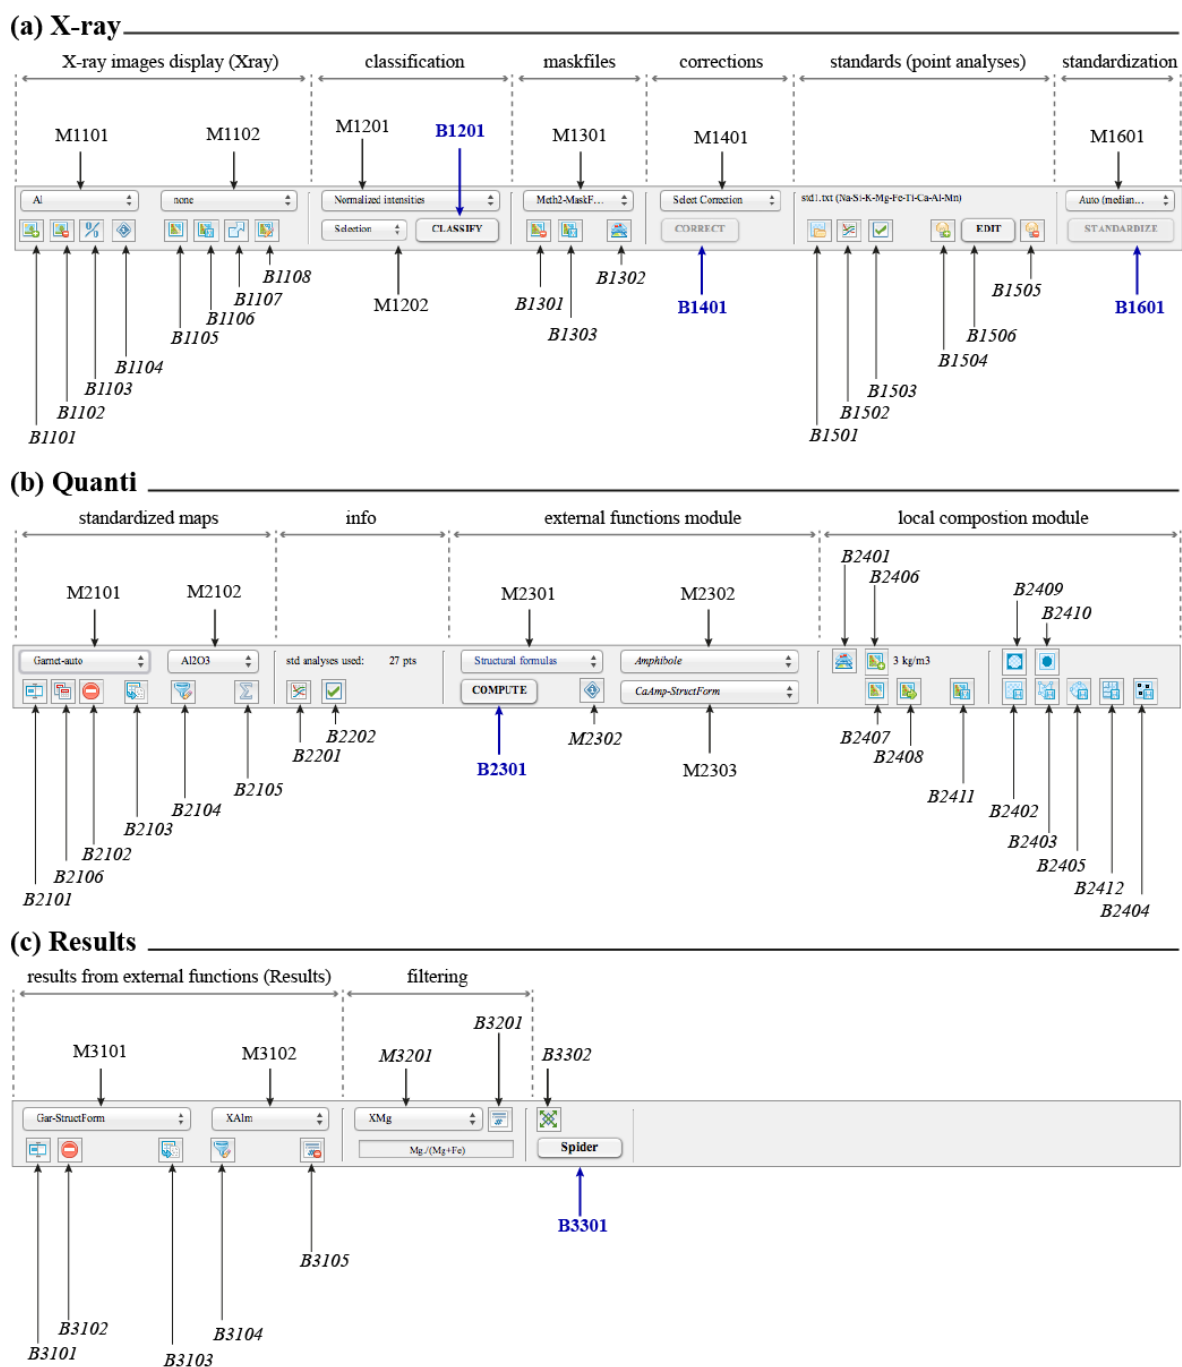 (a) X-ray
X-ray images display (Xray) classification maskfiles corrections standards (point analyses) standardization
M1101 M1102 M1201 B1201 M1301 M1401 M1601
Al none Normalized intensities Meth2-MaskF... Select Correction std1.txt (Na-Si-K-Mg-Fe-Ti-Ca-Al-Mn) Auto (median...
Selection CLASSIFY CORRECT EDIT STANDARDIZE
B1101 B1102 B1103 B1104 B1105 B1106 B1107 B1108 M1202 B1301 B1303 B1302 B1401 B1501 B1502 B1503 B1504 B1506 B1505 B1601
(b) Quanti
standardized maps info external functions module local compostion module
M2101 M2102 M2301 M2302 B2401 B2406 B2409 B2410
Garnet-auto Al2O3 std analyses used: 27 pts Structural formulas Amphibole 3 kg/m3
COMPUTE CaAmp-StructForm
B2101 B2106 B2102 B2103 B2104 B2105 B2201 B2202 B2301 M2302 M2303 B2407 B2408 B2411 B2402 B2403 B2405 B2412 B2404
(c) Results
results from external functions (Results) filtering
M3101 M3102 M3201 B3201 B3302
Gar-StructForm XAlm XMg
Mg./(Mg+Fe) Spider
B3101 B3102 B3103 B3104 B3105 B3301